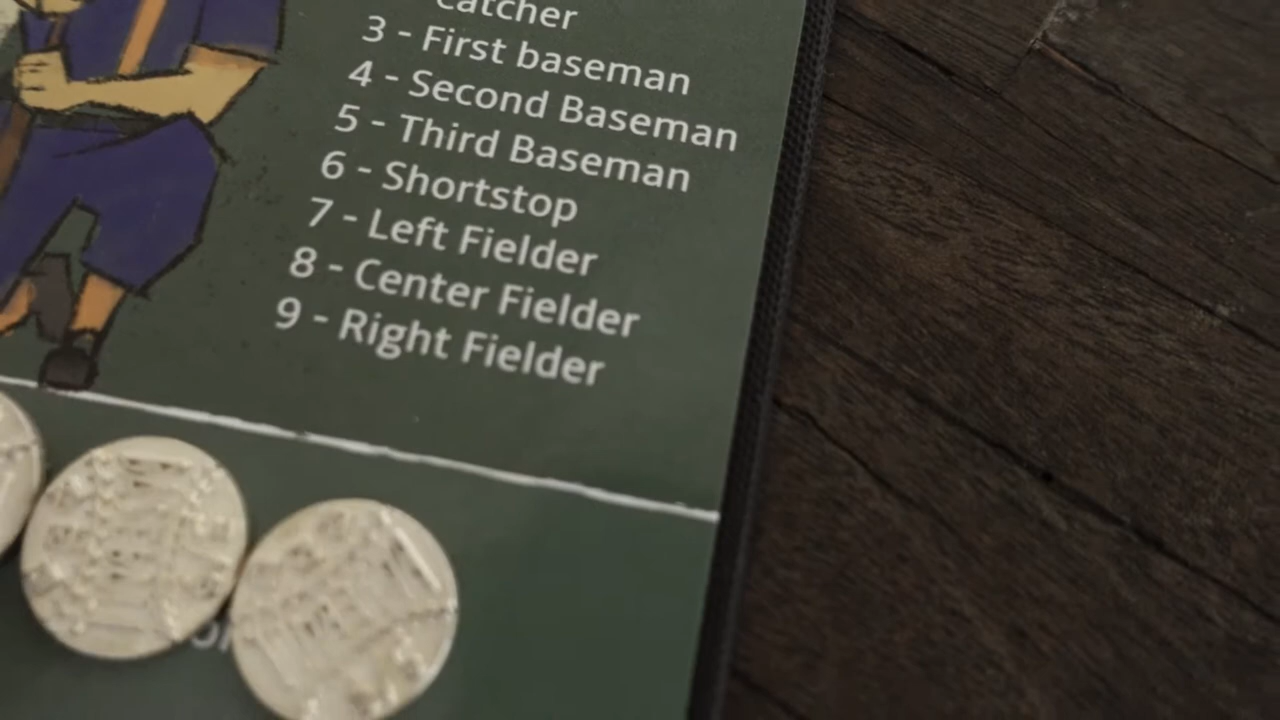 Catcher
3 - First baseman
4 - Second Baseman
5 - Third Baseman
6 - Shortstop
7 - Left Fielder
8 - Center Fielder
9 - Right Fielder